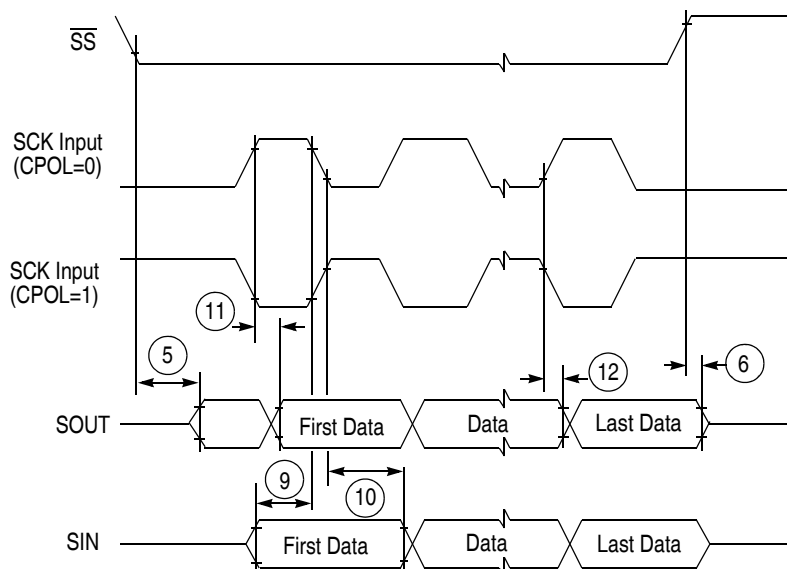 SS
SCK Input
(CPOL=0)
SCK Input
(CPOL=1)
11
5
12
6
SOUT
First Data
Data
Last Data
9
10
SIN
First Data
Data
Last Data